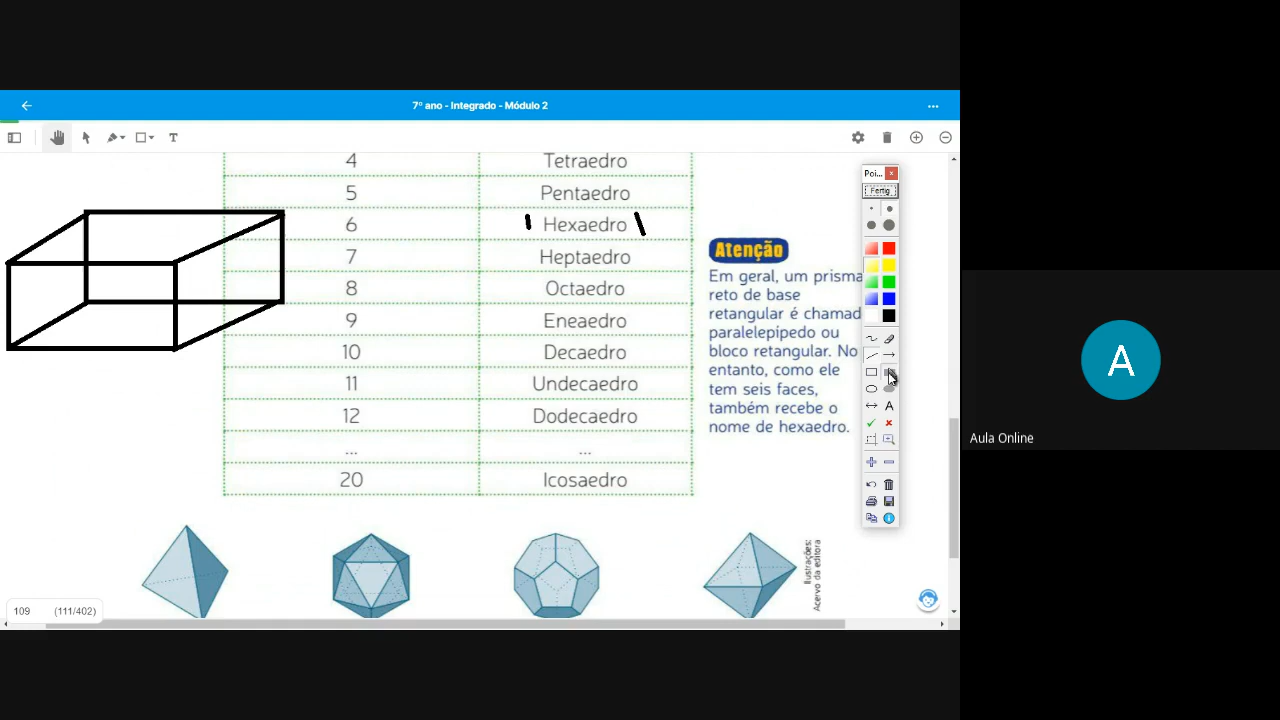 7º ano - Integrado - Módulo 2
...
T
4 Tetraedro
5 Pentaedro
6 Hexaedro
7 Heptaedro
8 Octaedro
9 Eneaedro
10 Decaedro
11 Undecaedro
12 Dodecaedro
... ...
20 Icosaedro
Atenção
Em geral, um prisma
reto de base
retangular é chamad
paralelepipedo ou
bloco retangular. No
entanto, como ele
tem seis faces,
também recebe o
nome de hexaedro.
Ilustrações:
Acervo da editora
109 (111/402)
Poi...
Fertig
A
A
Aula Online